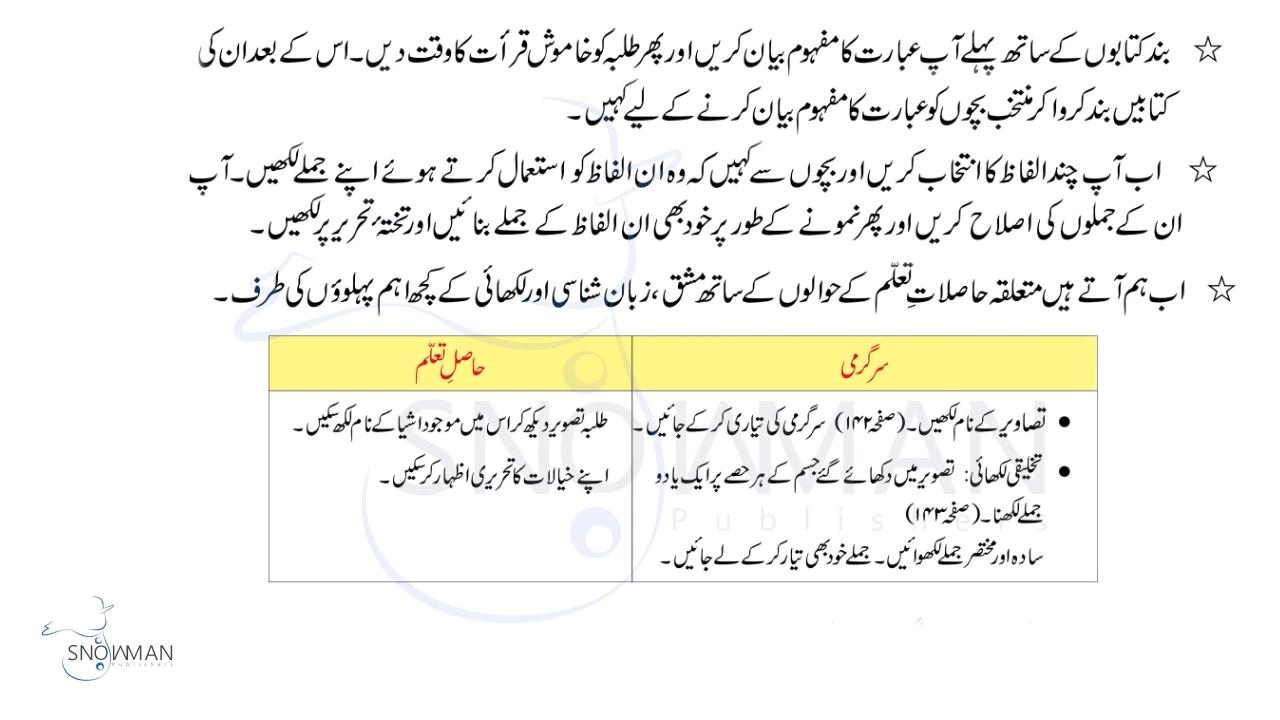 ☆ بند کتابوں کے ساتھ پہلے آپ عبارت کا مفہوم بیان کریں اور پھر طلبہ کو خاموش قرأت کا وقت دیں۔ اس کے بعد ان کی
کتابیں بند کروا کر منتخب بچوں کو عبارت کا مفہوم بیان کرنے کے لیے کہیں۔
☆ اب آپ چند الفاظ کا انتخاب کریں اور بچوں سے کہیں کہ وہ ان الفاظ کو استعمال کرتے ہوئے اپنے جملے لکھیں۔ آپ
ان کے جملوں کی اصلاح کریں اور پھر نمونے کے طور پر خود بھی ان الفاظ کے جملے بنائیں اور تختۂ تحریر پر لکھیں۔
☆ اب ہم آتے ہیں متعلقہ حاصلاتِ تعلّم کے حوالوں کے ساتھ مشق، زبان شناسی اور لکھائی کے کچھ اہم پہلوؤں کی طرف۔
سرگرمی
حاصلِ تعلّم
● تصاویر کے نام لکھیں۔ (صفحہ ۱۴۲) سرگرمی کی تیاری کر کے جائیں۔
طلبہ تصویر دیکھ کر اس میں موجود اشیا کے نام لکھ سکیں۔
● تخلیقی لکھائی: تصویر میں دکھائے گئے جسم کے ہر حصے پر ایک یا دو
جملے لکھنا۔ (صفحہ ۱۴۳)
سادہ اور مختصر جملے لکھوائیں۔ جملے خود بھی تیار کر کے لے جائیں۔
اپنے خیالات کا تحریری اظہار کر سکیں۔
SNOWMAN
Publishers
SNOWMAN
Publishers